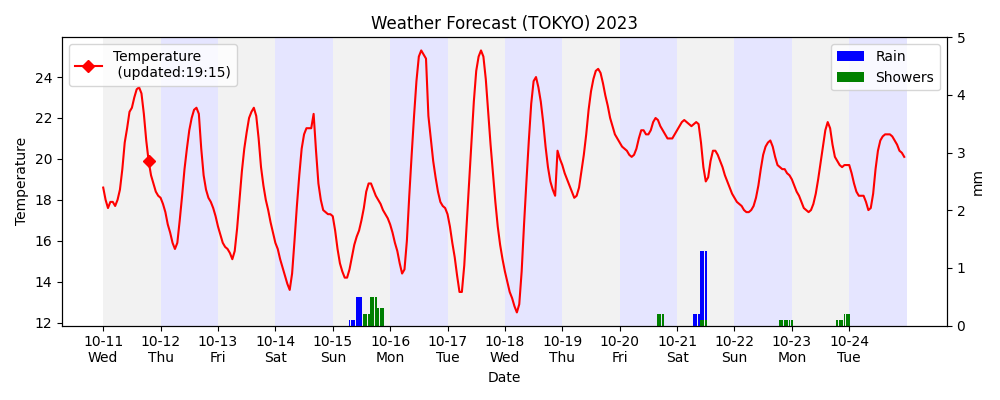 Weather Forecast (TOKYO) 2023
Temperature
(updated:19:15)
Rain
Showers
Temperature
24
22
20
18
16
14
12
5
4
3
2
1
0
mm
10-11 10-12 10-13 10-14 10-15 10-16 10-17 10-18 10-19 10-20 10-21 10-22 10-23 10-24
Wed Thu Fri Sat Sun Mon Tue Wed Thu Fri Sat Sun Mon Tue
Date